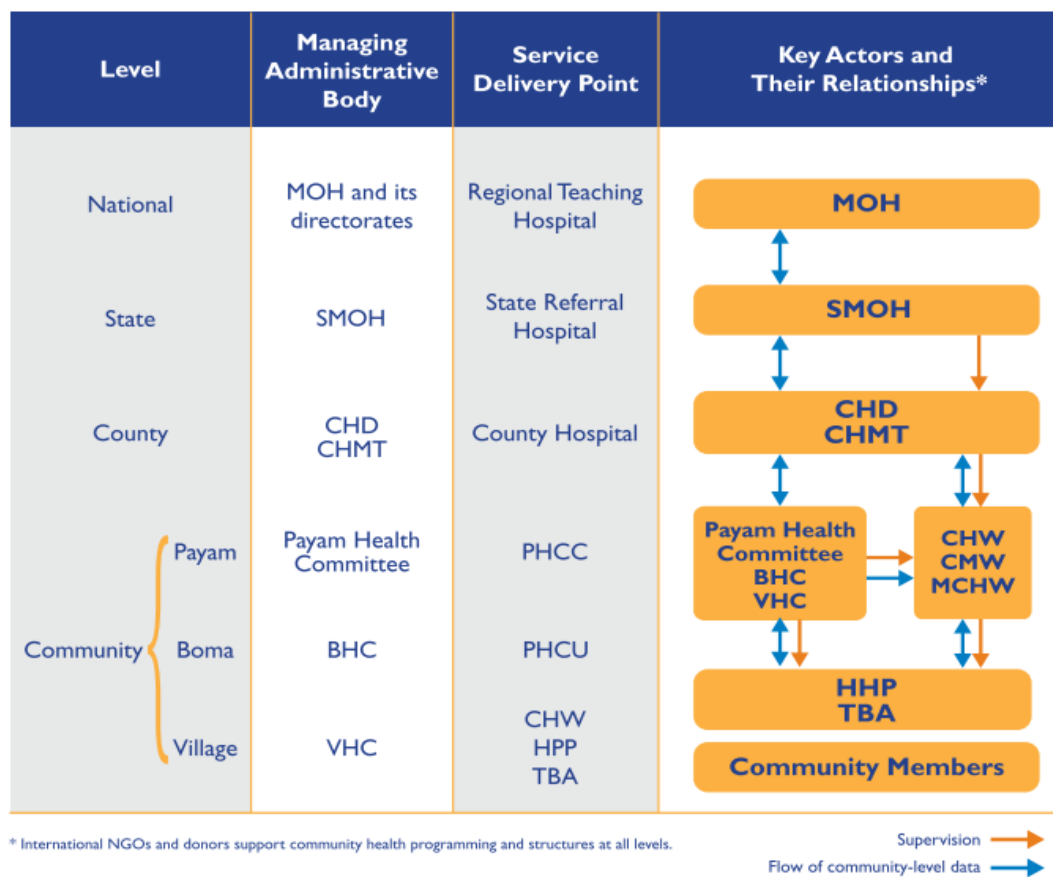 Level
Managing
Administrative
Body
Service
Delivery Point
Key Actors and
Their Relationships*
National
MOH and its
directorates
Regional Teaching
Hospital
MOH
State
SMOH
State Referral
Hospital
SMOH
County
CHD
CHMT
County Hospital
CHD
CHMT
Community
Payam
Payam Health
Committee
PHCC
Payam Health
Committee
BHC
VHC
CHW
CMW
MCHW
Boma
BHC
PHCU
HHP
TBA
Village
VHC
CHW
HPP
TBA
Community Members
* International NGOs and donors support community health programming and structures at all levels.
Supervision
Flow of community-level data